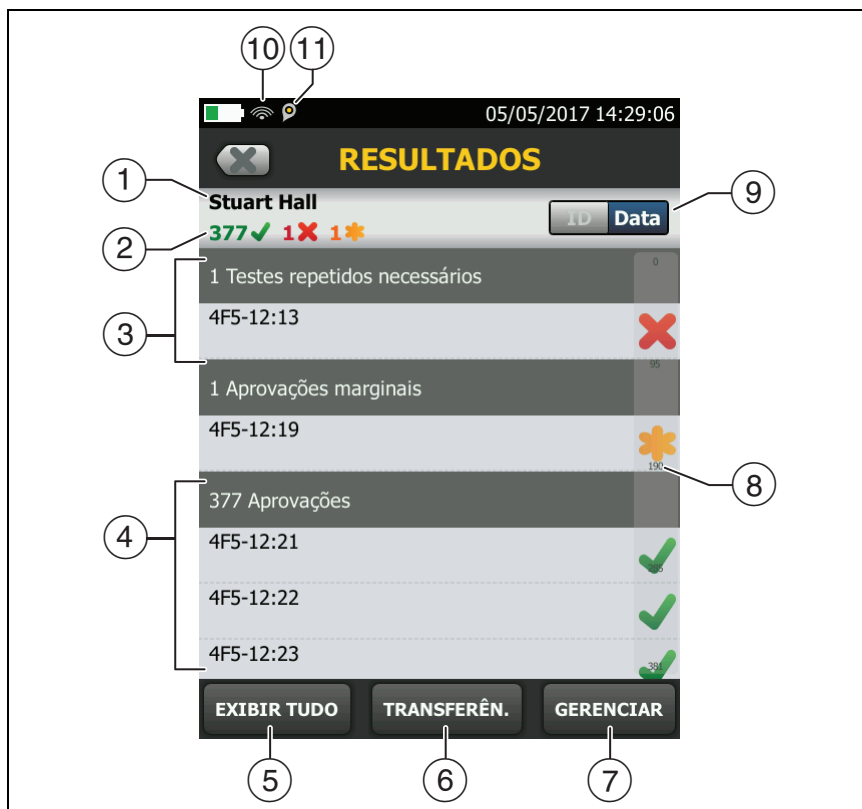 10 11
05/05/2017 14:29:06
RESULTADOS
1
Stuart Hall
ID Data
9
2
377 1 1
3
1 Testes repetidos necessários
0
4F5-12:13
95
1 Aprovações marginais
4F5-12:19
190
8
4
377 Aprovações
4F5-12:21
285
4F5-12:22
4F5-12:23
381
EXIBIR TUDO TRANSFERÊN. GERENCIAR
5 6 7